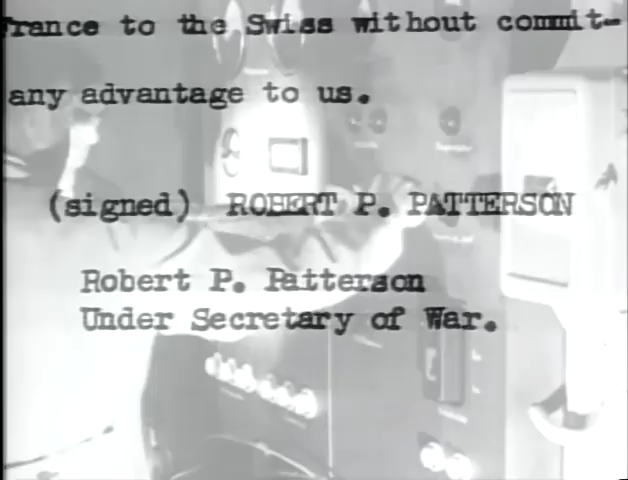 rance to the Swiss without commit-
any advantage to us.
(signed) ROBERT P. PATTERSON
Robert P. Patterson
Under Secretary of War.